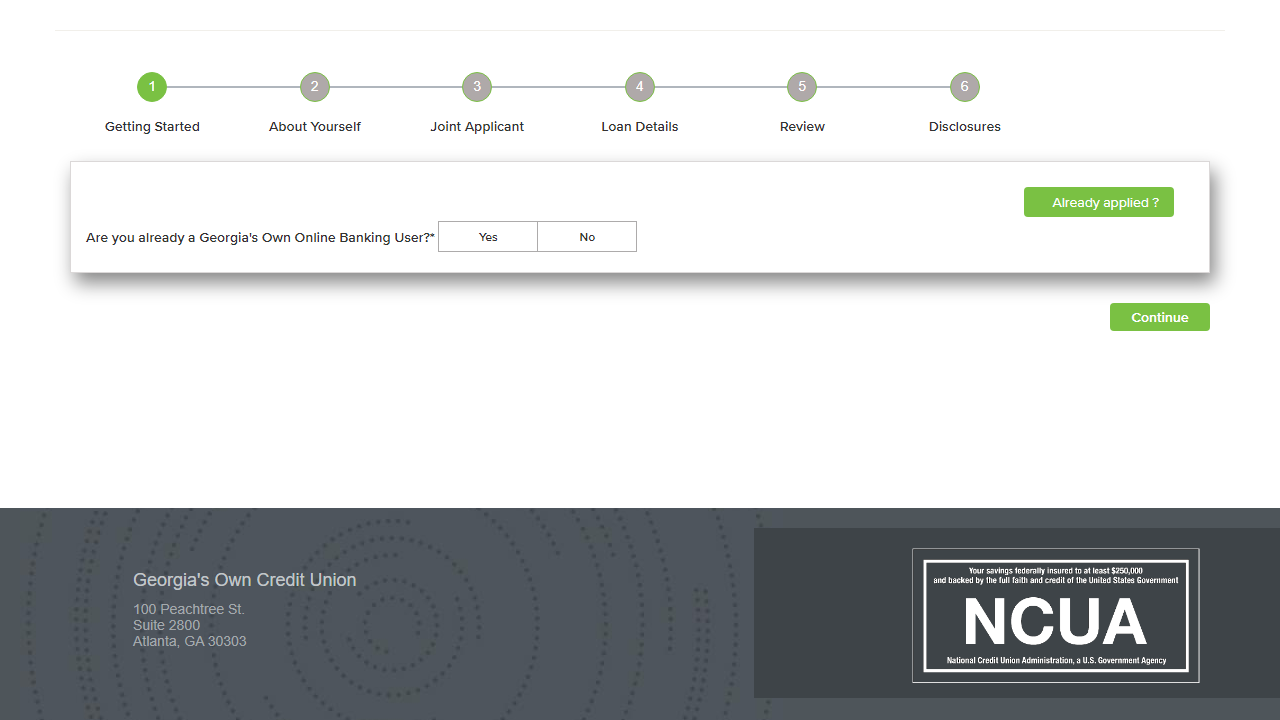 1 2 3 4 5 6
Getting Started About Yourself Joint Applicant Loan Details Review Disclosures
Already applied ?
Are you already a Georgia's Own Online Banking User?* Yes No
Continue
Georgia's Own Credit Union
100 Peachtree St.
Suite 2800
Atlanta, GA 30303
Your savings federally insured to at least $250,000
and backed by the full faith and credit of the United States Government
NCUA
National Credit Union Administration, a U.S. Government Agency